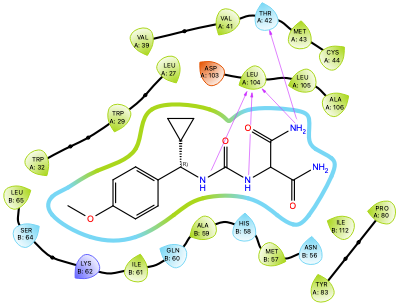 VAL
A: 39
VAL
A: 41
THR
A: 42
MET
A: 43
CYS
A: 44
LEU
A: 27
ASP
A: 103
LEU
A: 104
LEU
A: 105
ALA
A: 106
TRP
A: 29
TRP
A: 32
O
NH₂
O
(R)
NH
NH
NH₂
O
O
LEU
B: 65
SER
B: 64
LYS
B: 62
ILE
B: 61
GLN
B: 60
ALA
B: 59
HIS
B: 58
MET
B: 57
ASN
B: 56
ILE
B: 112
PRO
A: 80
TYR
A: 83